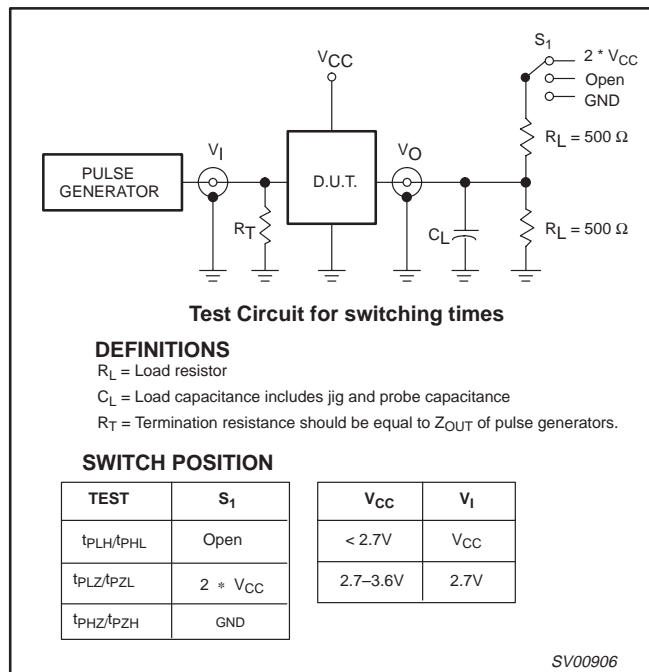 S1
2 * VCC
Open
GND
VCC
RL = 500 Ω
VI
VO
PULSE
GENERATOR
D.U.T.
RT
CL
RL = 500 Ω
Test Circuit for switching times
DEFINITIONS
RL = Load resistor
CL = Load capacitance includes jig and probe capacitance
RT = Termination resistance should be equal to ZOUT of pulse generators.
SWITCH POSITION
TEST S1
tPLH/tPHL Open
tPLZ/tPZL 2 * VCC
tPHZ/tPZH GND
VCC VI
< 2.7V VCC
2.7–3.6V 2.7V
SV00906